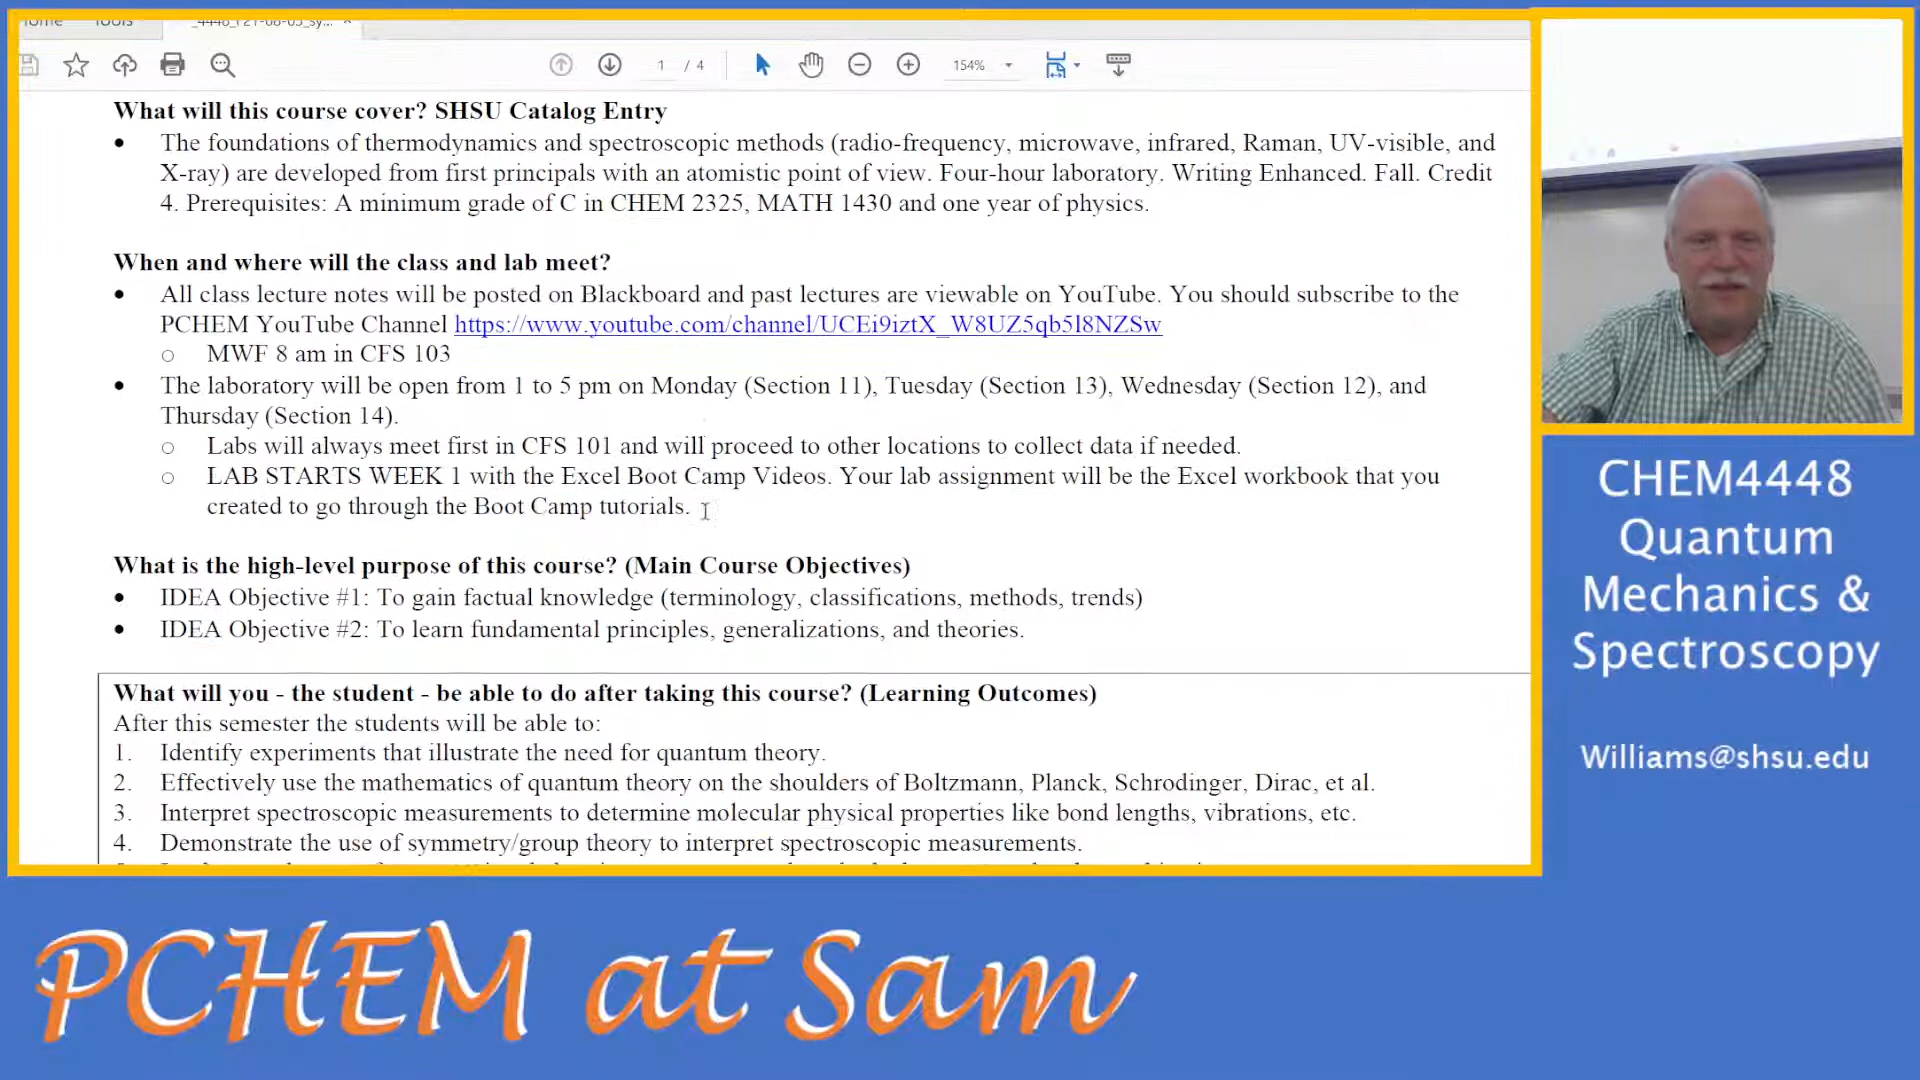 Tools
1 / 4
154%
What will this course cover? SHSU Catalog Entry
• The foundations of thermodynamics and spectroscopic methods (radio-frequency, microwave, infrared, Raman, UV-visible, and
X-ray) are developed from first principals with an atomistic point of view. Four-hour laboratory. Writing Enhanced. Fall. Credit
4. Prerequisites: A minimum grade of C in CHEM 2325, MATH 1430 and one year of physics.
When and where will the class and lab meet?
• All class lecture notes will be posted on Blackboard and past lectures are viewable on YouTube. You should subscribe to the
PCHEM YouTube Channel https://www.youtube.com/channel/UCEi9iztX_W8UZ5qb5l8NZSw
○ MWF 8 am in CFS 103
• The laboratory will be open from 1 to 5 pm on Monday (Section 11), Tuesday (Section 13), Wednesday (Section 12), and
Thursday (Section 14).
○ Labs will always meet first in CFS 101 and will proceed to other locations to collect data if needed.
○ LAB STARTS WEEK 1 with the Excel Boot Camp Videos. Your lab assignment will be the Excel workbook that you
created to go through the Boot Camp tutorials.
What is the high-level purpose of this course? (Main Course Objectives)
• IDEA Objective #1: To gain factual knowledge (terminology, classifications, methods, trends)
• IDEA Objective #2: To learn fundamental principles, generalizations, and theories.
What will you - the student - be able to do after taking this course? (Learning Outcomes)
After this semester the students will be able to:
1. Identify experiments that illustrate the need for quantum theory.
2. Effectively use the mathematics of quantum theory on the shoulders of Boltzmann, Planck, Schrodinger, Dirac, et al.
3. Interpret spectroscopic measurements to determine molecular physical properties like bond lengths, vibrations, etc.
4. Demonstrate the use of symmetry/group theory to interpret spectroscopic measurements.
CHEM4448
Quantum
Mechanics &
Spectroscopy
Williams@shsu.edu
PCHEM at Sam